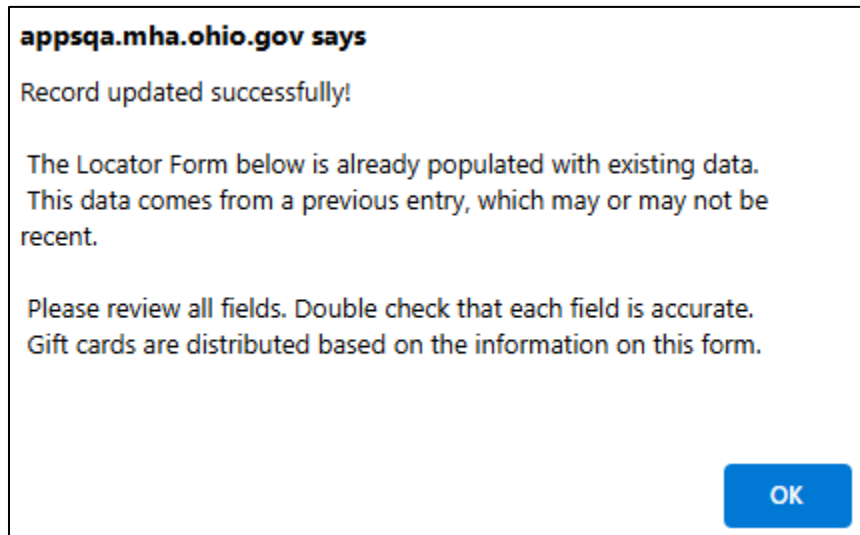 appsqa.mha.ohio.gov says
Record updated successfully!
The Locator Form below is already populated with existing data.
This data comes from a previous entry, which may or may not be
recent.
Please review all fields. Double check that each field is accurate.
Gift cards are distributed based on the information on this form.
OK